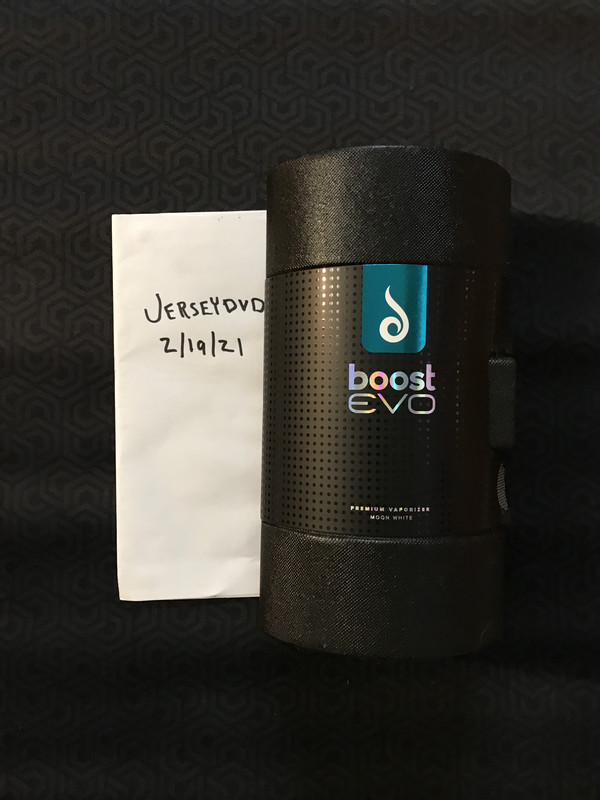 JERSEYDVD
2/19/21
boost
EVO
PREMIUM VAPORIZER
MOON WHITE